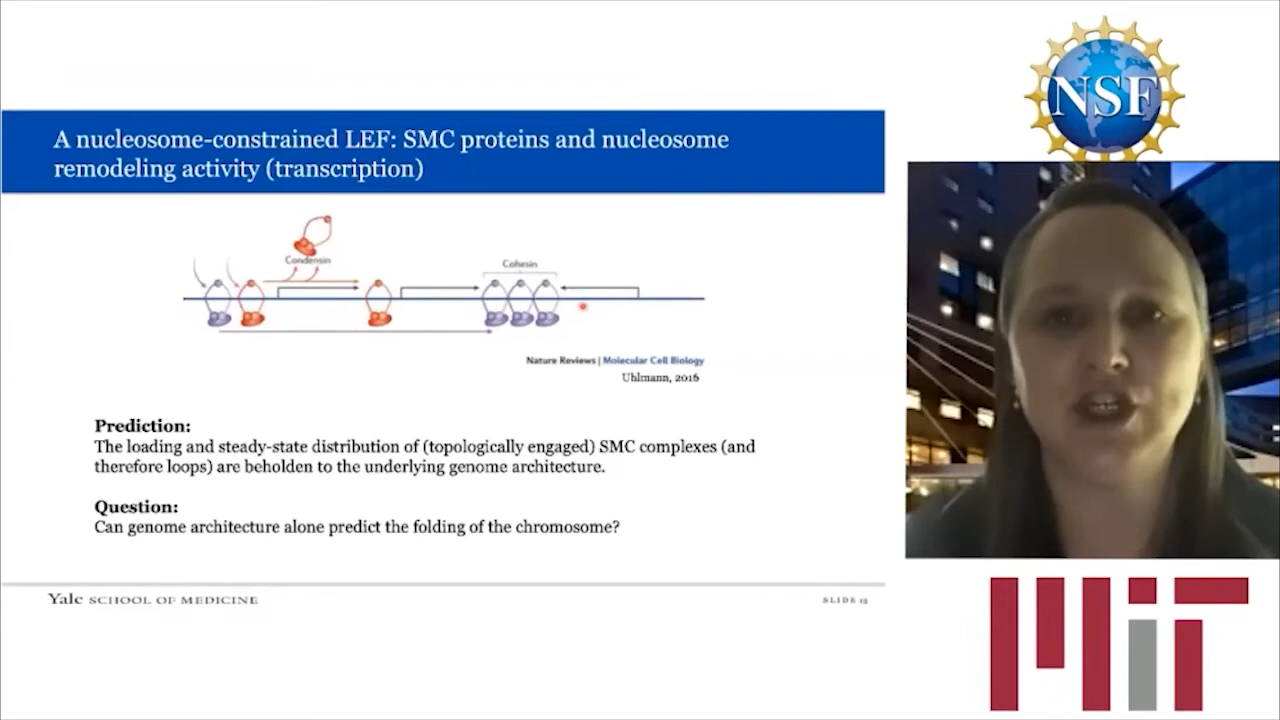 A nucleosome-constrained LEF: SMC proteins and nucleosome
remodeling activity (transcription)
Condensin
Cohesin
Nature Reviews | Molecular Cell Biology
Uhlmann, 2016
Prediction:
The loading and steady-state distribution of (topologically engaged) SMC complexes (and
therefore loops) are beholden to the underlying genome architecture.
Question:
Can genome architecture alone predict the folding of the chromosome?
Yale SCHOOL OF MEDICINE
SLIDE 13
NSF
MIT